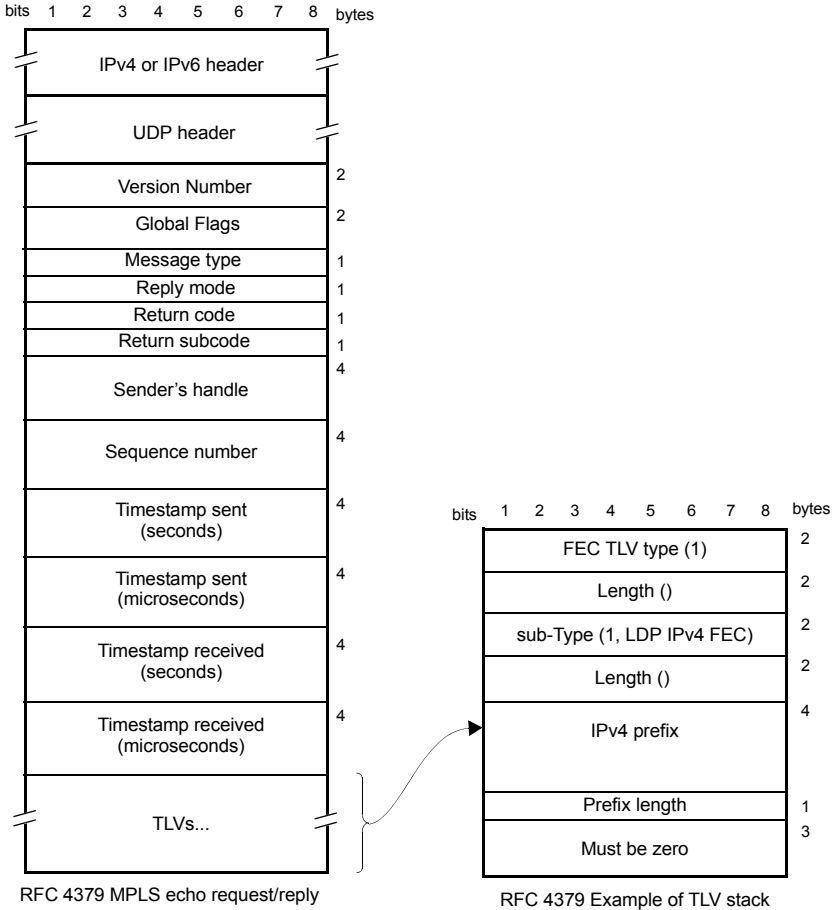 bits 1 2 3 4 5 6 7 8 bytes
IPv4 or IPv6 header
UDP header
Version Number 2
Global Flags 2
Message type 1
Reply mode 1
Return code 1
Return subcode 1
Sender's handle 4
Sequence number 4
Timestamp sent 4
(seconds)
Timestamp sent 4
(microseconds)
Timestamp received 4
(seconds)
Timestamp received 4
(microseconds)
TLVs...
RFC 4379 MPLS echo request/reply
bits 1 2 3 4 5 6 7 8 bytes
FEC TLV type (1) 2
Length () 2
sub-Type (1, LDP IPv4 FEC) 2
Length () 2
IPv4 prefix 4
Prefix length 1
Must be zero 3
RFC 4379 Example of TLV stack